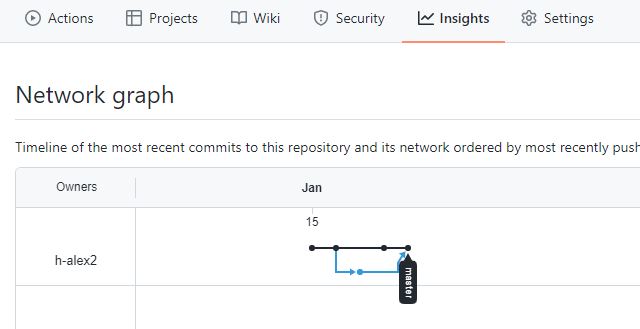 Actions Projects Wiki Security Insights Settings
Network graph
Timeline of the most recent commits to this repository and its network ordered by most recently push
Owners Jan
15
h-alex2
master